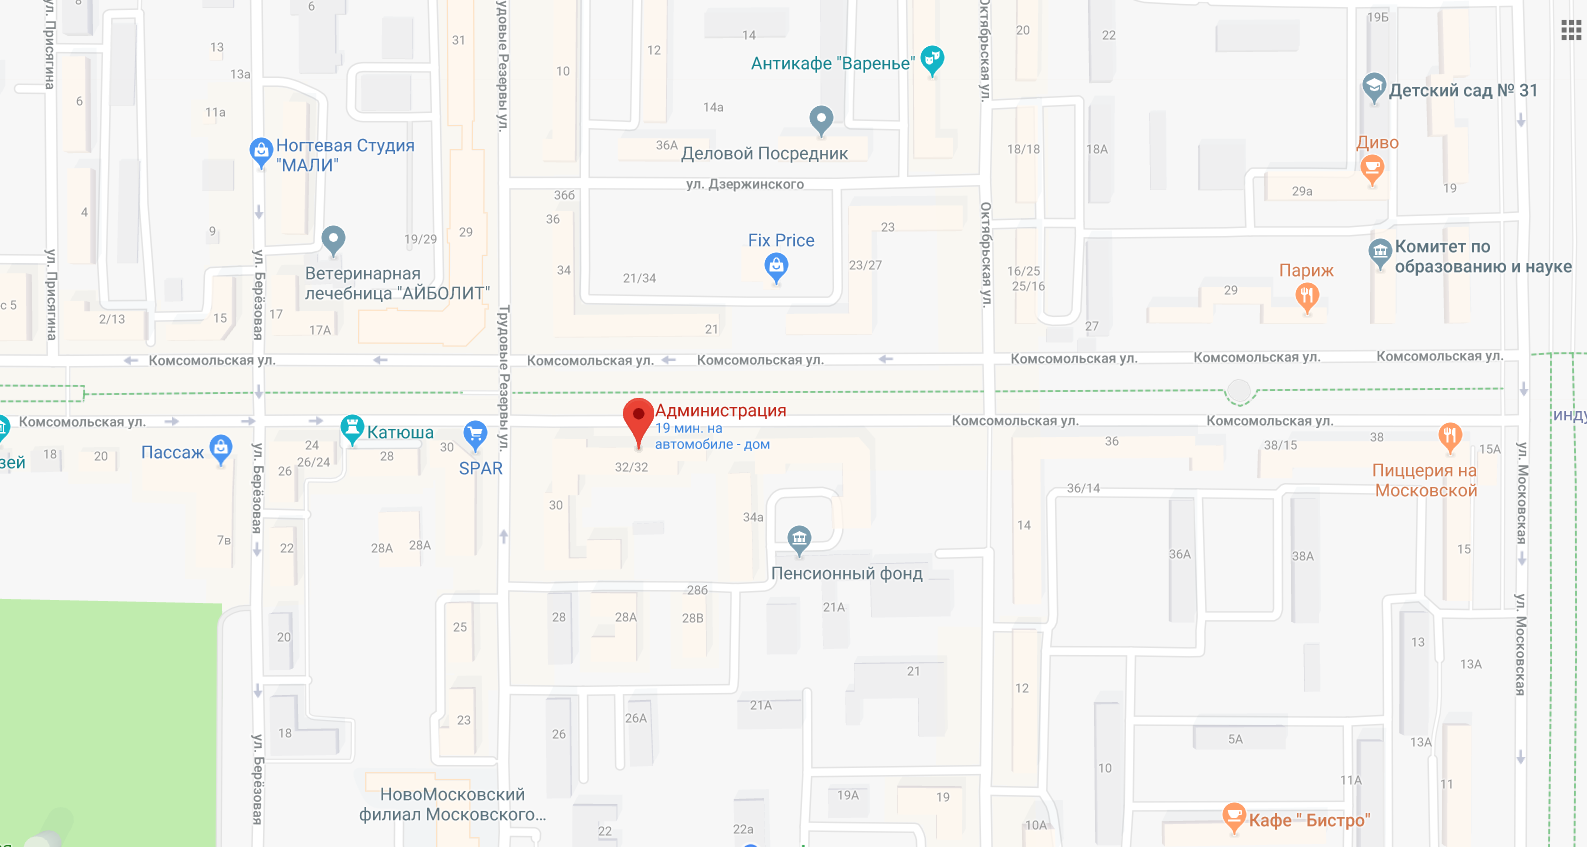 ул. Присягина
8
6
31
Трудовые Резервы ул.
12
14
Октябрьская ул.
20
22
19Б
13
13а
10
Антикафе "Варенье"
6
11а
14а
Детский сад № 31
Ногтевая Студия
"МАЛИ"
36А
Деловой Посредник
18/18
18А
Диво
ул. Дзержинского
29а
19
4
36б
36
23
Октябрьская ул.
9
19/29
29
Fix Price
Комитет по
образованию и науке
ул. Присягина
ул. Берёзовая
Ветеринарная
лечебница "АЙБОЛИТ"
34
21/34
23/27
16/25
25/16
Париж
29
с 5
2/13
15
17
17А
Трудовые Резервы ул.
21
27
Комсомольская ул.
Комсомольская ул.
Комсомольская ул.
Комсомольская ул.
Комсомольская ул.
Комсомольская ул.
Комсомольская ул.
Администрация
19 мин. на
автомобиле - дом
Комсомольская ул.
Комсомольская ул.
инду
Катюша
зей
18
20
Пассаж
24
26/24
26
28
30
SPAR
32/32
36
38/15
38
15А
Пиццерия на
Московской
ул. Берёзовая
ул. Московская
36/14
30
34а
14
7в
22
28А
28А
Пенсионный фонд
36А
38А
15
28б
20
25
28
28А
28В
21А
ул. Московская
13
13А
21
12
18
23
26
26А
21А
5А
13А
ул. Берёзовая
10
11А
11
НовоМосковский
филиал Московского...
22
22а
19А
19
10А
Кафе " Бистро"